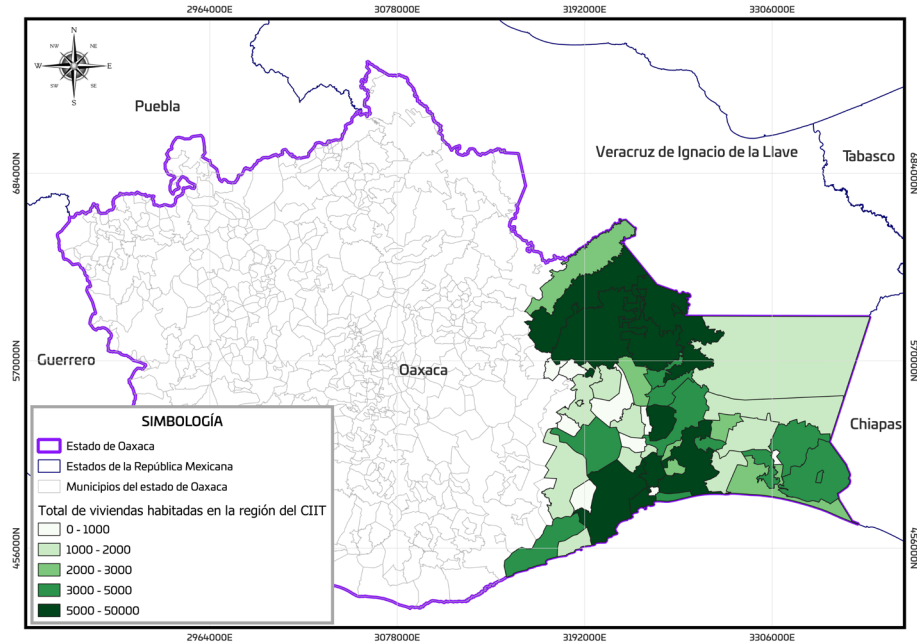 2964000E
3078000E
3192000E
3306000E
N
NW
NE
W
E
SW
SE
S
Puebla
Veracruz de Ignacio de la Llave
Tabasco
684000N
684000N
Guerrero
Oaxaca
Chiapas
570000N
570000N
SIMBOLOGÍA
Estado de Oaxaca
Estados de la República Mexicana
Municipios del estado de Oaxaca
Total de viviendas habitadas en la región del CIIT
0 - 1000
1000 - 2000
2000 - 3000
3000 - 5000
5000 - 50000
456000N
456000N
2964000E
3078000E
3192000E
3306000E